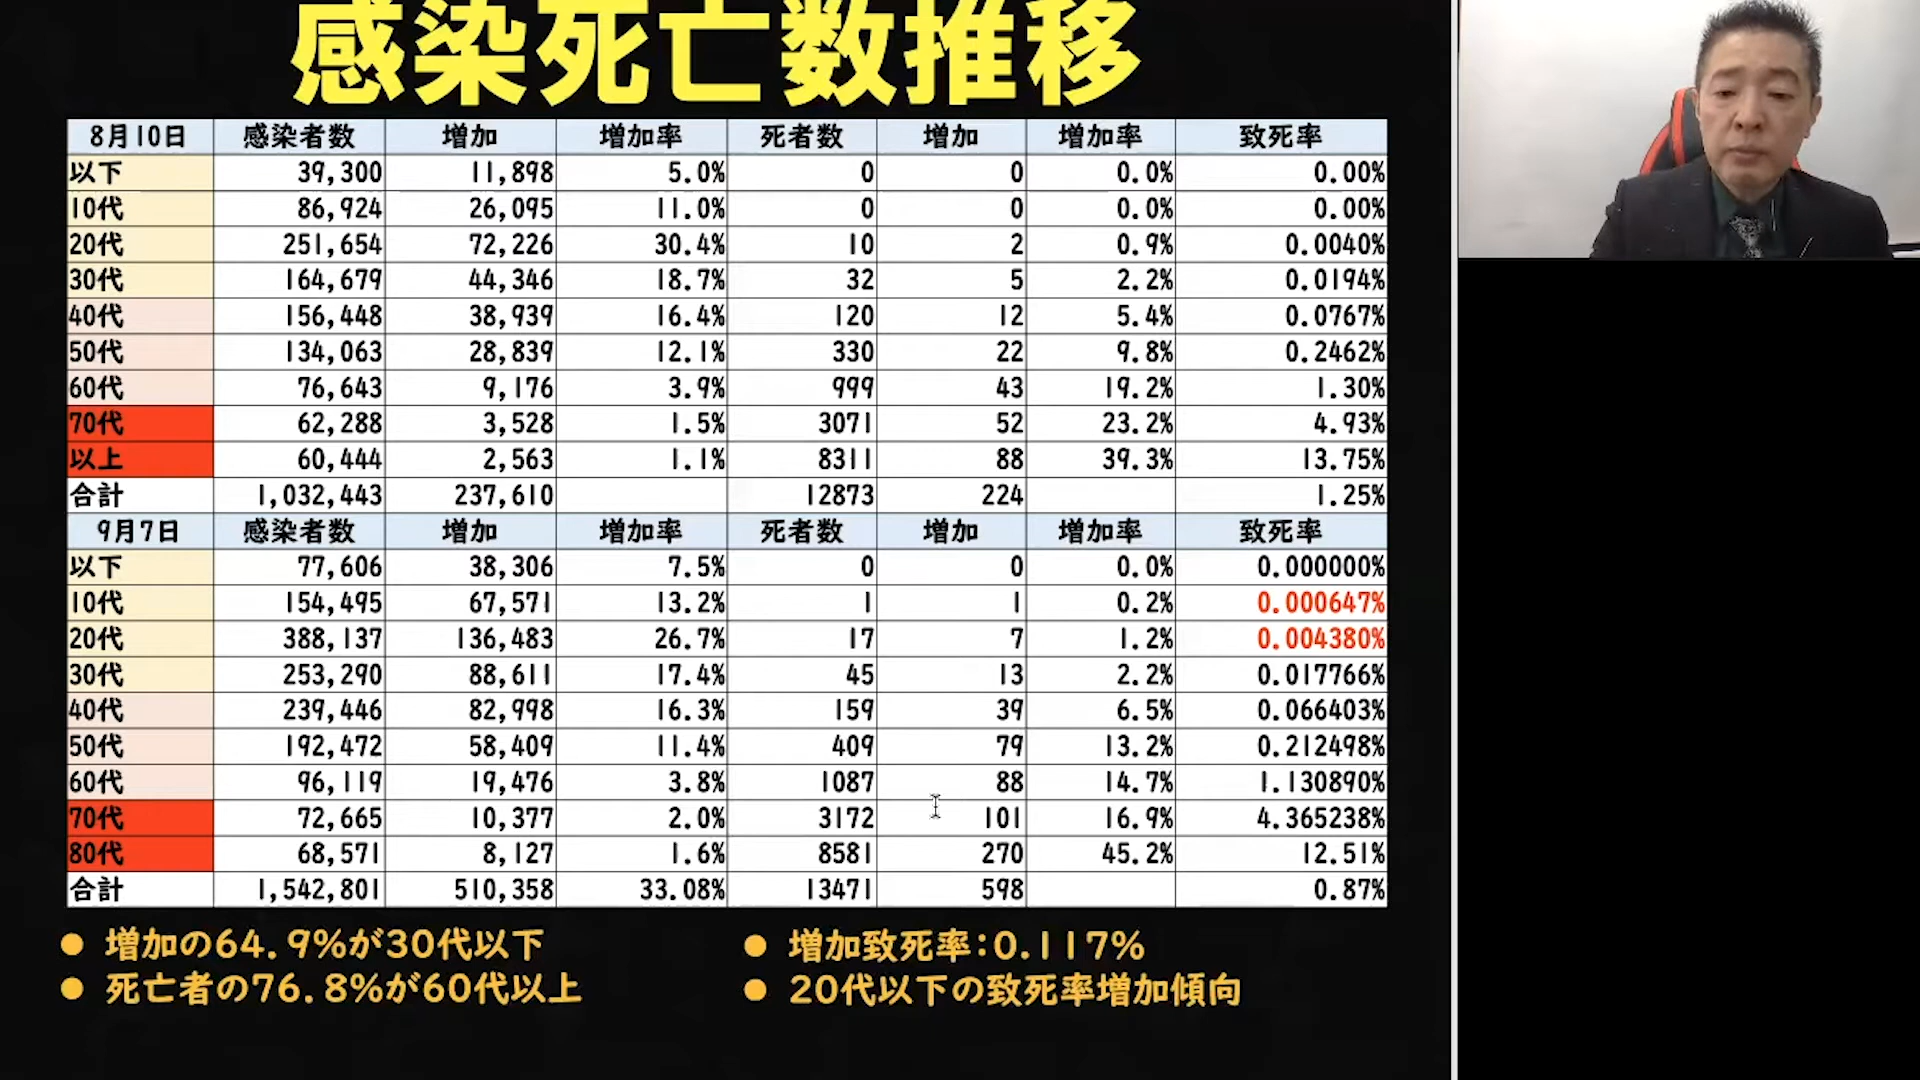 感染死亡数推移
8月10日 感染者数 増加 増加率 死者数 増加 増加率 致死率
以下 39,300 11,898 5.0% 0 0 0.0% 0.00%
10代 86,924 26,095 11.0% 0 0 0.0% 0.00%
20代 251,654 72,226 30.4% 10 2 0.9% 0.0040%
30代 164,679 44,346 18.7% 32 5 2.2% 0.0194%
40代 156,448 38,939 16.4% 120 12 5.4% 0.0767%
50代 134,063 28,839 12.1% 330 22 9.8% 0.2462%
60代 76,643 9,176 3.9% 999 43 19.2% 1.30%
70代 62,288 3,528 1.5% 3071 52 23.2% 4.93%
以上 60,444 2,563 1.1% 8311 88 39.3% 13.75%
合計 1,032,443 237,610 12873 224 1.25%
9月7日 感染者数 増加 増加率 死者数 増加 増加率 致死率
以下 77,606 38,306 7.5% 0 0 0.0% 0.000000%
10代 154,495 67,571 13.2% 1 1 0.2% 0.000647%
20代 388,137 136,483 26.7% 17 7 1.2% 0.004380%
30代 253,290 88,611 17.4% 45 13 2.2% 0.017766%
40代 239,446 82,998 16.3% 159 39 6.5% 0.066403%
50代 192,472 58,409 11.4% 409 79 13.2% 0.212498%
60代 96,119 19,476 3.8% 1087 88 14.7% 1.130890%
70代 72,665 10,377 2.0% 3172 101 16.9% 4.365238%
80代 68,571 8,127 1.6% 8581 270 45.2% 12.51%
合計 1,542,801 510,358 33.08% 13471 598 0.87%
● 増加の64.9%が30代以下
● 死亡者の76.8%が60代以上
● 増加致死率:0.117%
● 20代以下の致死率増加傾向